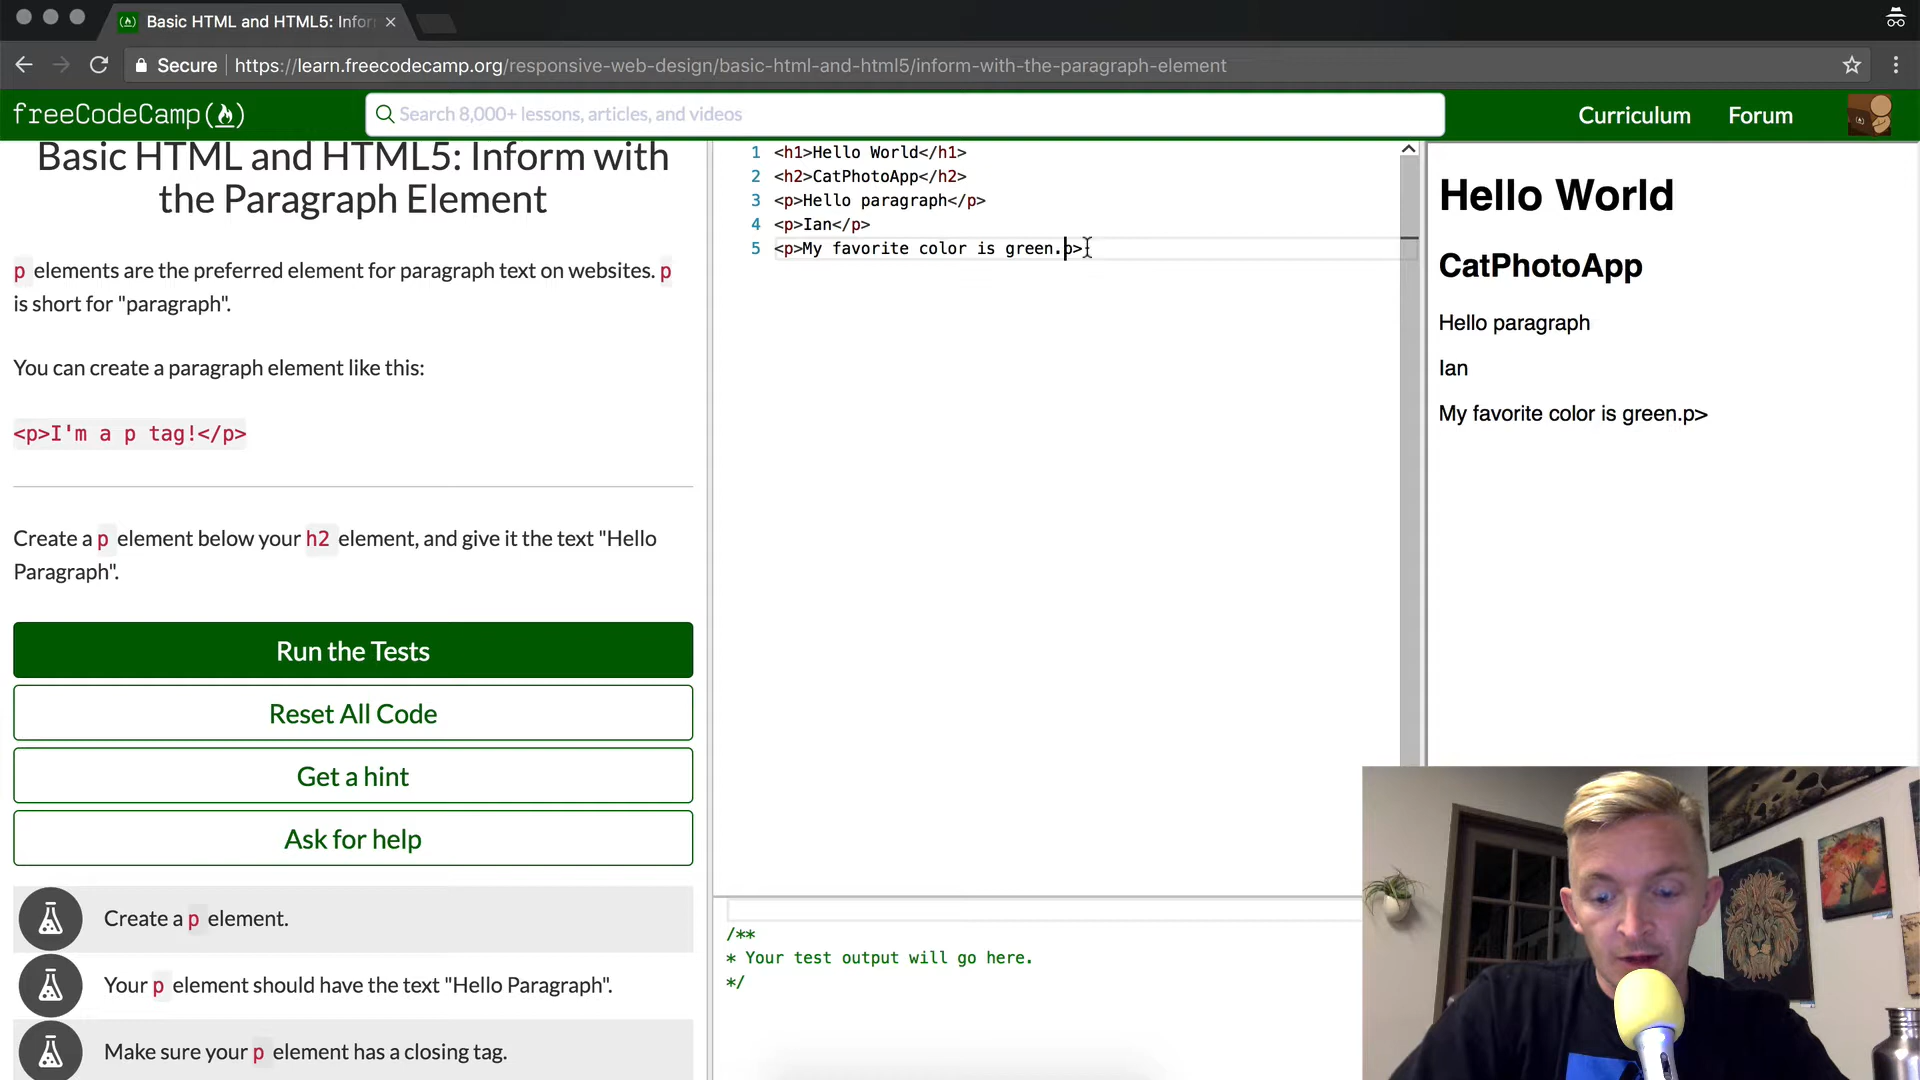 Basic HTML and HTML5: Infor
Secure https://learn.freecodecamp.org/responsive-web-design/basic-html-and-html5/inform-with-the-paragraph-element
freeCodeCamp
Search 8,000+ lessons, articles, and videos
Curriculum Forum
Basic HTML and HTML5: Inform with
the Paragraph Element
p elements are the preferred element for paragraph text on websites. p
is short for "paragraph".
You can create a paragraph element like this:
<p>I'm a p tag!</p>
Create a p element below your h2 element, and give it the text "Hello
Paragraph".
Run the Tests
Reset All Code
Get a hint
Ask for help
Create a p element.
Your p element should have the text "Hello Paragraph".
Make sure your p element has a closing tag.
1 <h1>Hello World</h1>
2 <h2>CatPhotoApp</h2>
3 <p>Hello paragraph</p>
4 <p>Ian</p>
5 <p>My favorite color is green.p>
/**
* Your test output will go here.
*/
Hello World
CatPhotoApp
Hello paragraph
Ian
My favorite color is green.p>